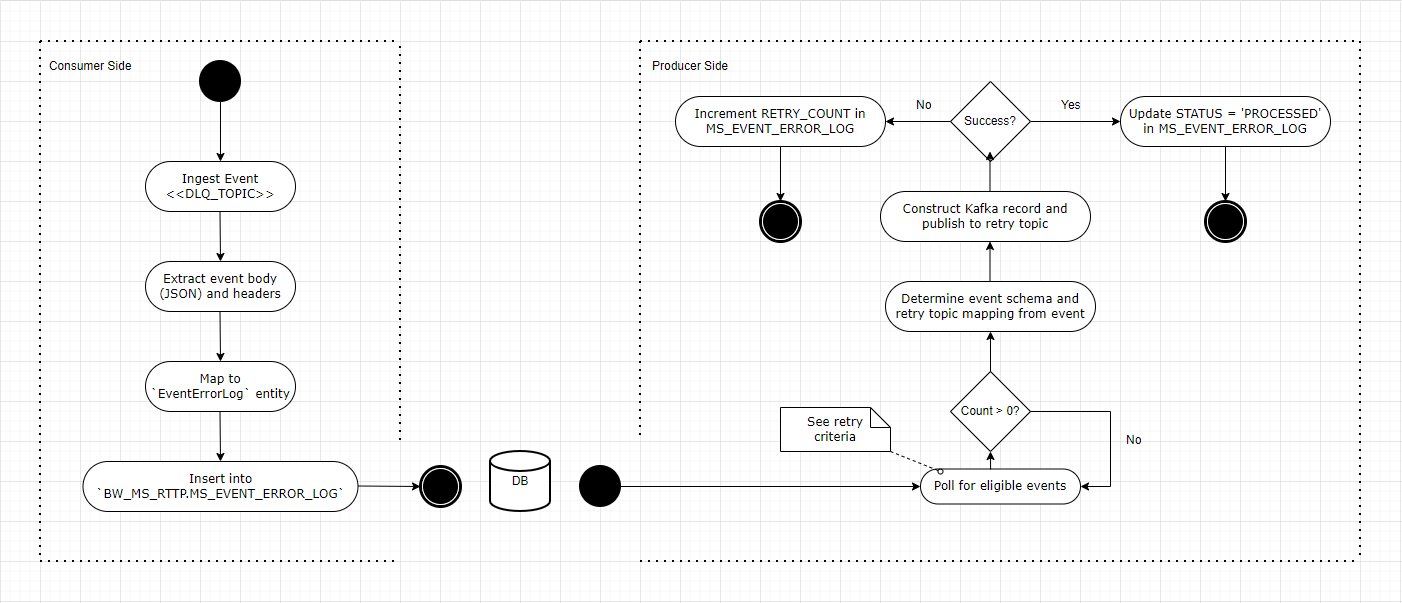 Consumer Side
Ingest Event
<<DLQ_TOPIC>>
Extract event body
(JSON) and headers
Map to
`EventErrorLog` entity
Insert into
`BW_MS_RTTP.MS_EVENT_ERROR_LOG`
DB
Producer Side
Increment RETRY_COUNT in
MS_EVENT_ERROR_LOG
No
Success?
Yes
Update STATUS = 'PROCESSED'
in MS_EVENT_ERROR_LOG
Construct Kafka record and
publish to retry topic
Determine event schema and
retry topic mapping from event
Count > 0?
No
See retry
criteria
Poll for eligible events